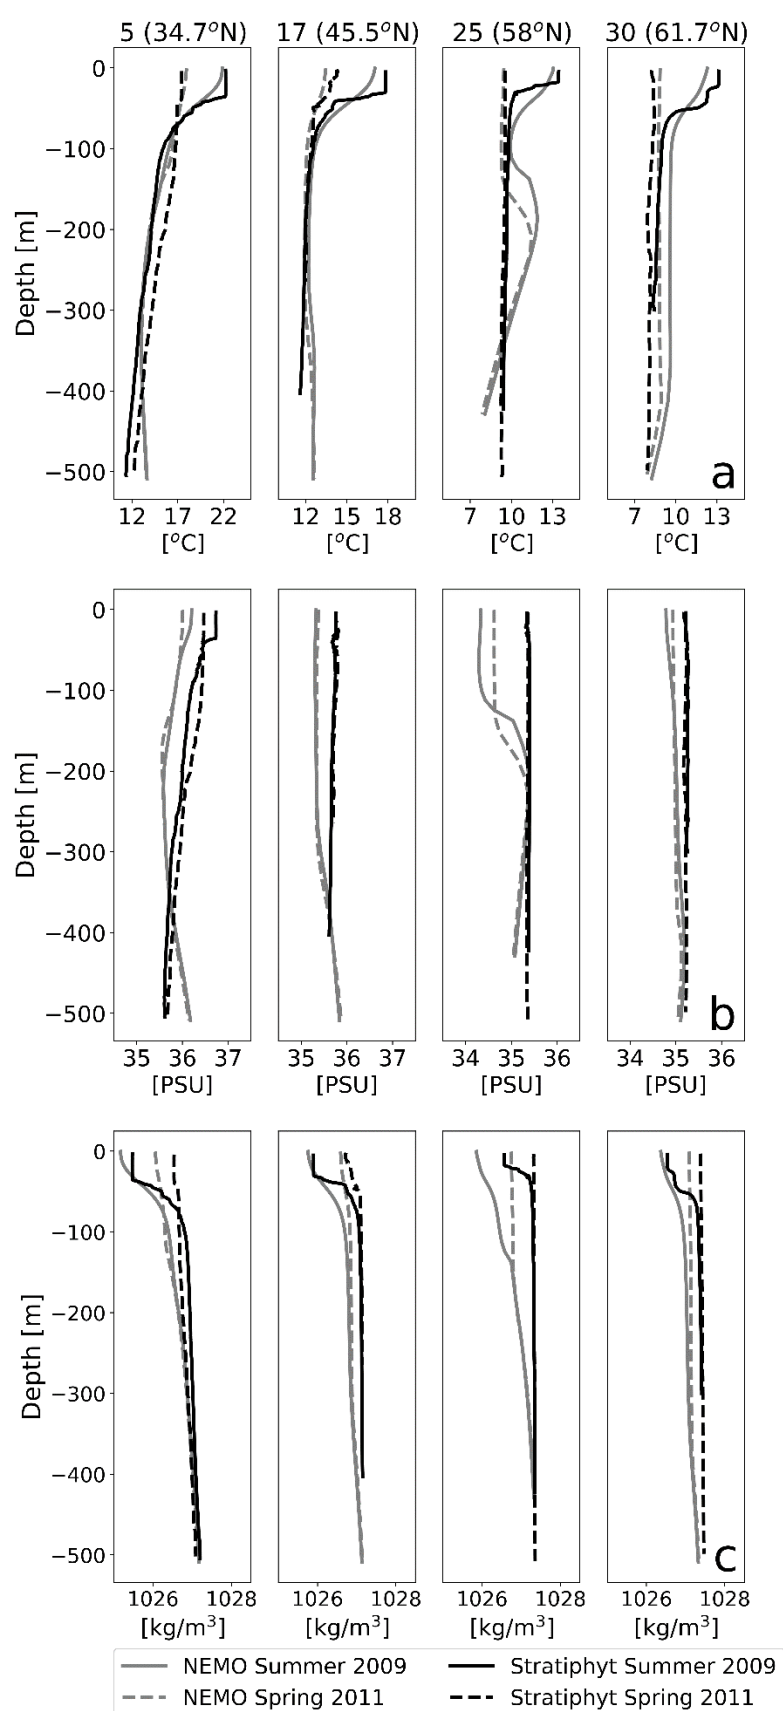 5 (34.7°N) 17 (45.5°N) 25 (58°N) 30 (61.7°N)
0
−100
−200
−300
−400
−500
Depth [m]
a
12 17 22 12 15 18 7 10 13 7 10 13
[°C] [°C] [°C] [°C]
0
−100
−200
−300
−400
−500
Depth [m]
b
35 36 37 35 36 37 34 35 36 34 35 36
[PSU] [PSU] [PSU] [PSU]
0
−100
−200
−300
−400
−500
Depth [m]
c
1026 1028 1026 1028 1026 1028 1026 1028
[kg/m³] [kg/m³] [kg/m³] [kg/m³]
NEMO Summer 2009 Stratiphyt Summer 2009
NEMO Spring 2011 Stratiphyt Spring 2011